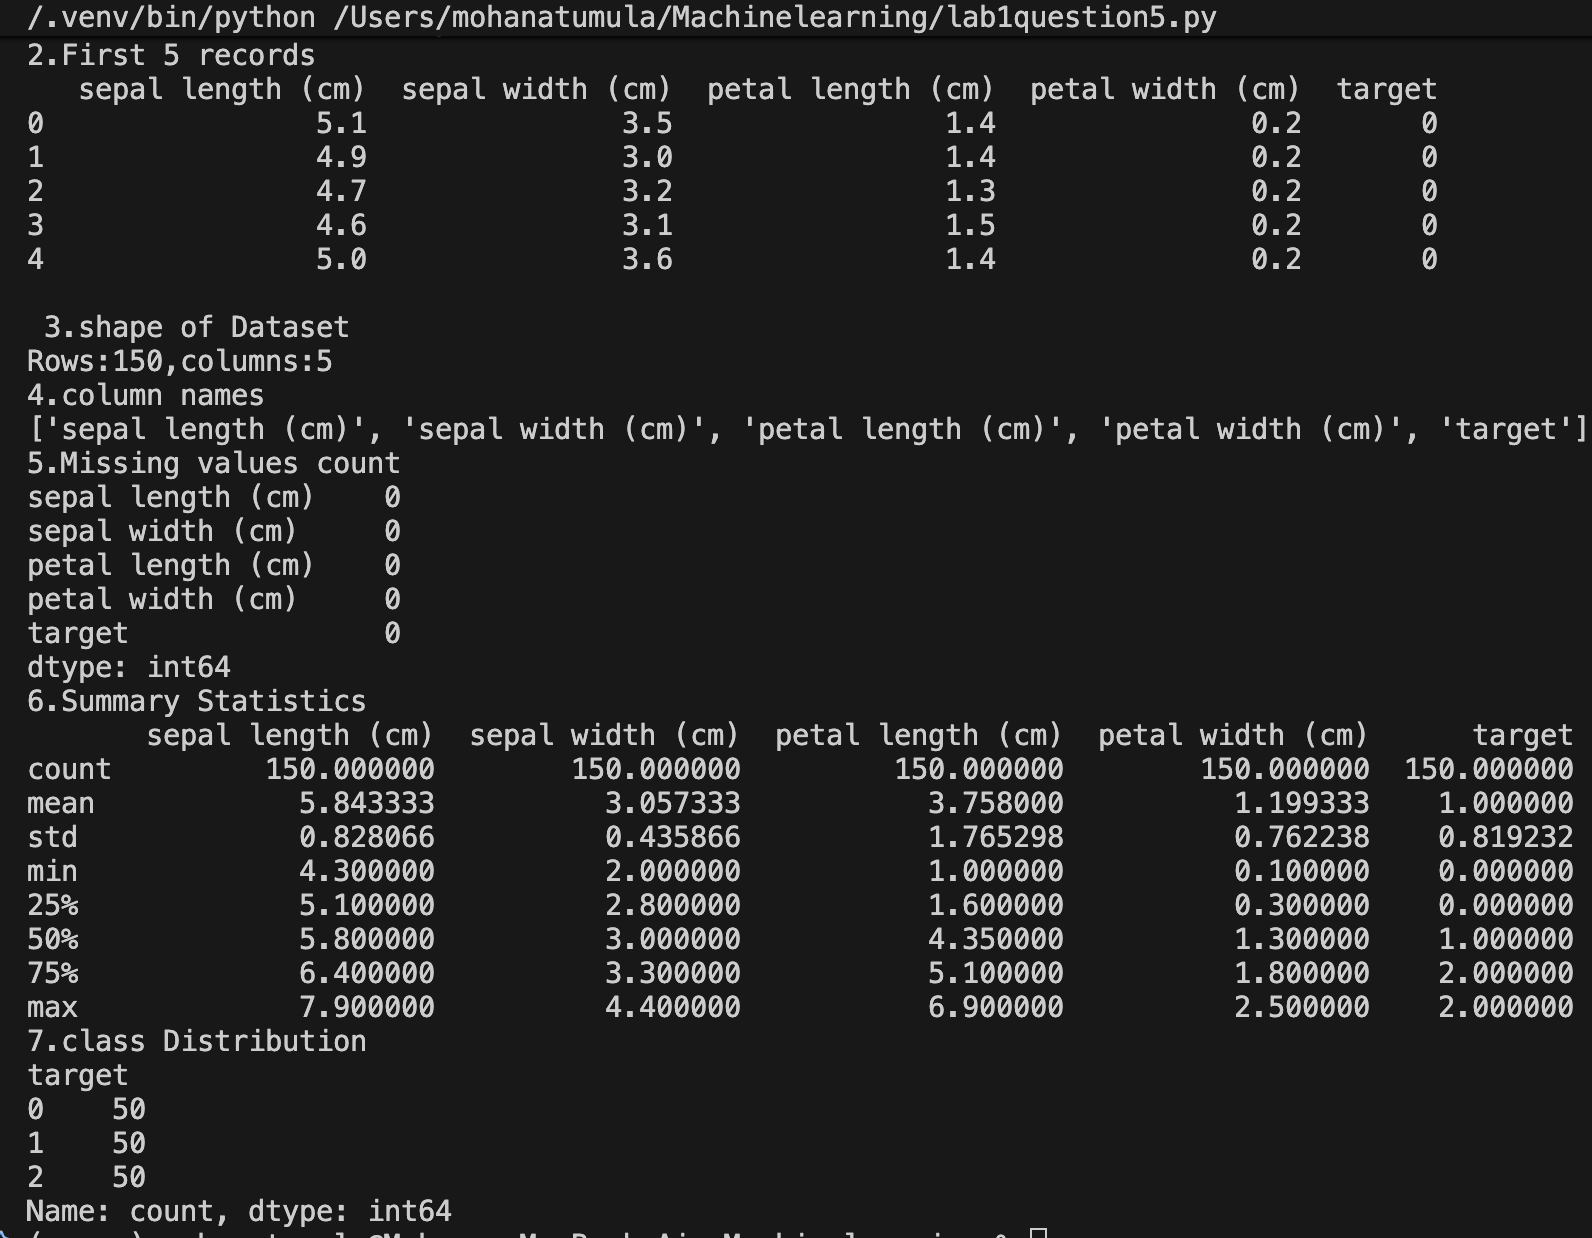 /.venv/bin/python /Users/mohanatumula/Machinelearning/lab1question5.py
2.First 5 records
   sepal length (cm)  sepal width (cm)  petal length (cm)  petal width (cm)  target
0                5.1               3.5                1.4               0.2       0
1                4.9               3.0                1.4               0.2       0
2                4.7               3.2                1.3               0.2       0
3                4.6               3.1                1.5               0.2       0
4                5.0               3.6                1.4               0.2       0
 3.shape of Dataset
Rows:150,columns:5
4.column names
['sepal length (cm)', 'sepal width (cm)', 'petal length (cm)', 'petal width (cm)', 'target']
5.Missing values count
sepal length (cm)    0
sepal width (cm)     0
petal length (cm)    0
petal width (cm)     0
target               0
dtype: int64
6.Summary Statistics
       sepal length (cm)  sepal width (cm)  petal length (cm)  petal width (cm)      target
count         150.000000        150.000000         150.000000        150.000000  150.000000
mean            5.843333          3.057333           3.758000          1.199333    1.000000
std             0.828066          0.435866           1.765298          0.762238    0.819232
min             4.300000          2.000000           1.000000          0.100000    0.000000
25%             5.100000          2.800000           1.600000          0.300000    0.000000
50%             5.800000          3.000000           4.350000          1.300000    1.000000
75%             6.400000          3.300000           5.100000          1.800000    2.000000
max             7.900000          4.400000           6.900000          2.500000    2.000000
7.class Distribution
target
0    50
1    50
2    50
Name: count, dtype: int64